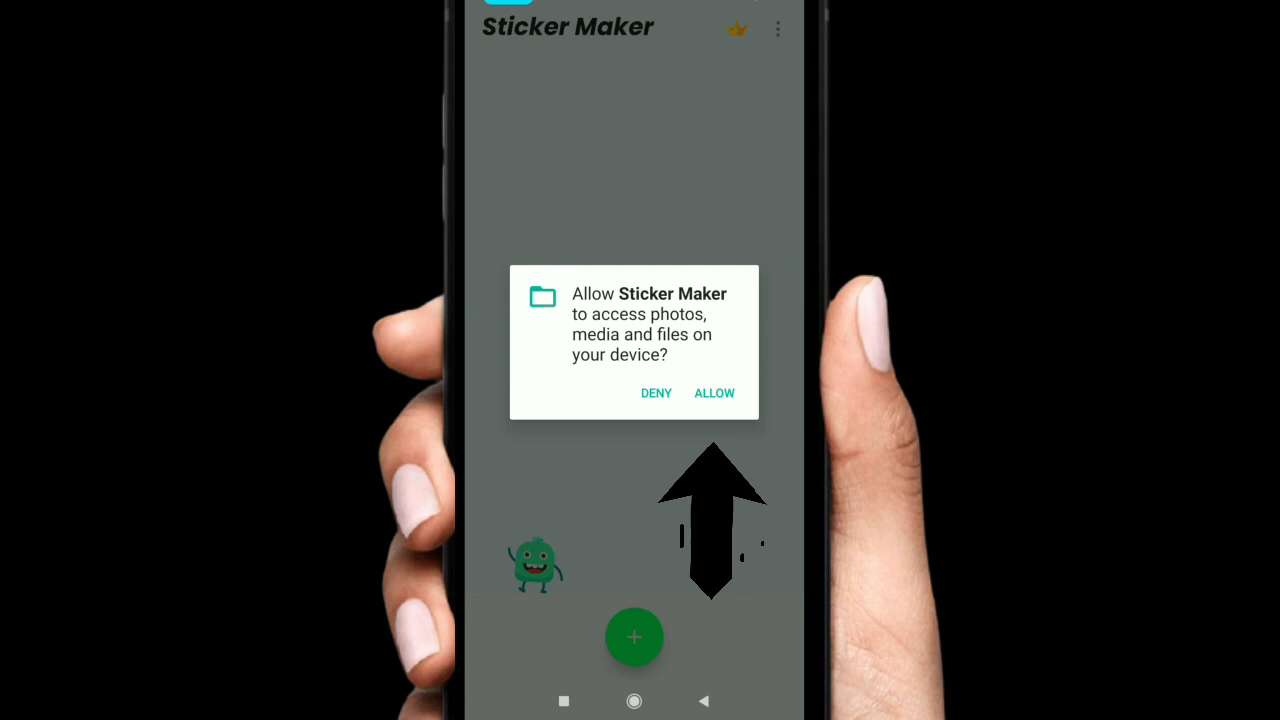 Sticker Maker
Allow Sticker Maker
to access photos,
media and files on
your device?
DENY ALLOW